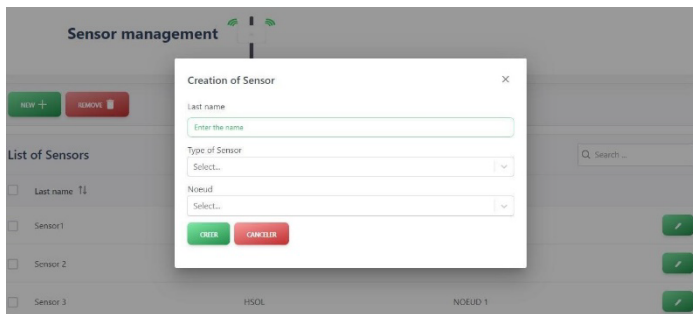 Sensor management
Creation of Sensor
NEW
REMOVE
Last name
Enter the name
List of Sensors
Type of Sensor
Search ...
Select...
Last name
Noeud
Select...
Sensor1
CREER
CANCELER
Sensor 2
Sensor 3 HSOL NOEUD 1